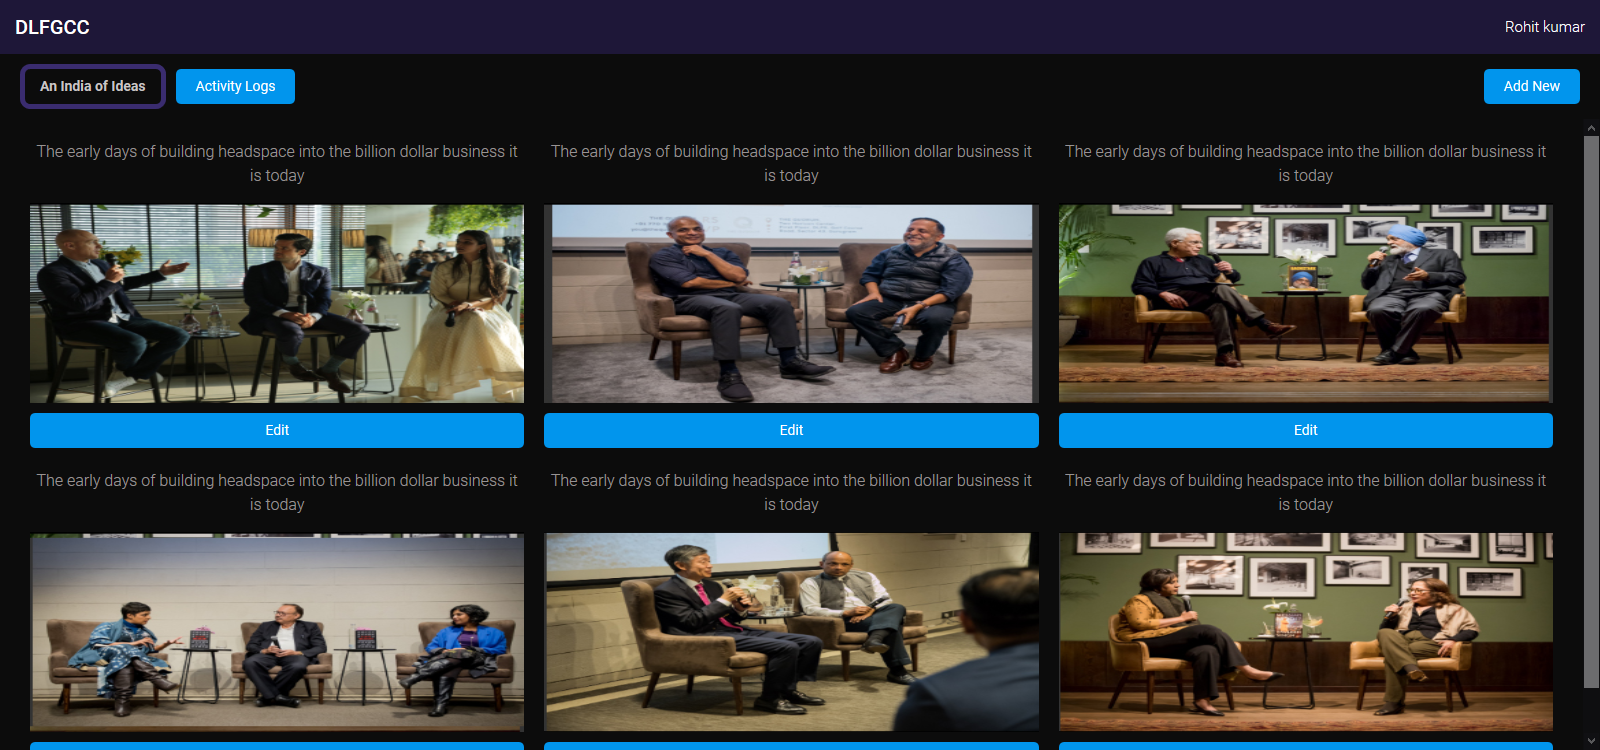 DLFGCC
Rohit kumar
An India of Ideas
Activity Logs
Add New
The early days of building headspace into the billion dollar business it
is today
The early days of building headspace into the billion dollar business it
is today
The early days of building headspace into the billion dollar business it
is today
Edit
Edit
Edit
The early days of building headspace into the billion dollar business it
is today
The early days of building headspace into the billion dollar business it
is today
The early days of building headspace into the billion dollar business it
is today